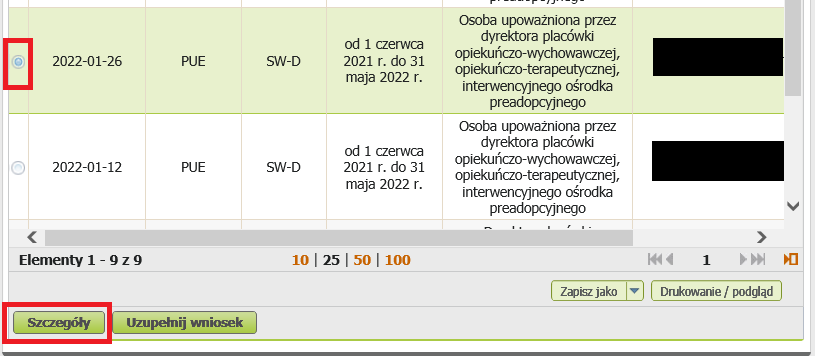 preadopcyjnego
Osoba upoważniona przez
dyrektora placówki
opiekuńczo-wychowawczej,
opiekuńczo-terapeutycznej,
interwencyjnego ośrodka
preadopcyjnego
od 1 czerwca
2021 r. do 31
maja 2022 r.
2022-01-26 PUE SW-D
Osoba upoważniona przez
dyrektora placówki
opiekuńczo-wychowawczej,
opiekuńczo-terapeutycznej,
interwencyjnego ośrodka
preadopcyjnego
od 1 czerwca
2021 r. do 31
maja 2022 r.
2022-01-12 PUE SW-D
Elementy 1 - 9 z 9 10 | 25 | 50 | 100 1
Zapisz jako Drukowanie / podgląd
Szczegóły Uzupełnij wniosek